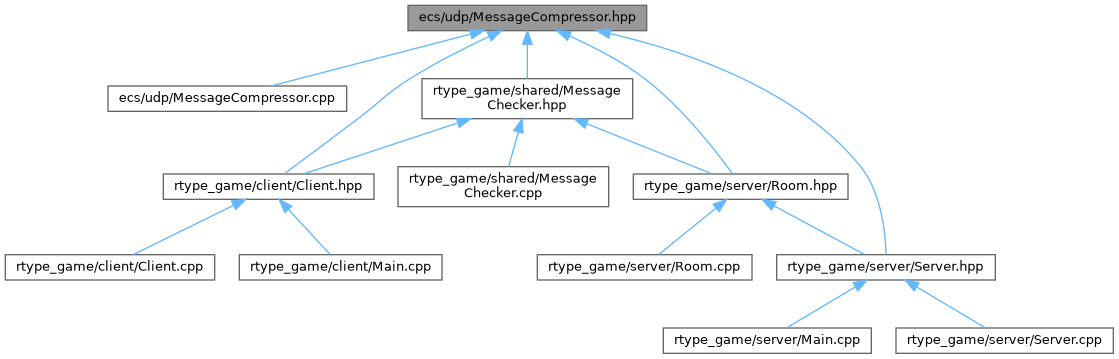 ecs/udp/MessageCompressor.hpp
ecs/udp/MessageCompressor.cpp
rtype_game/shared/Message
Checker.hpp
rtype_game/client/Client.hpp
rtype_game/shared/Message
Checker.cpp
rtype_game/server/Room.hpp
rtype_game/client/Client.cpp
rtype_game/client/Main.cpp
rtype_game/server/Room.cpp
rtype_game/server/Server.hpp
rtype_game/server/Main.cpp
rtype_game/server/Server.cpp